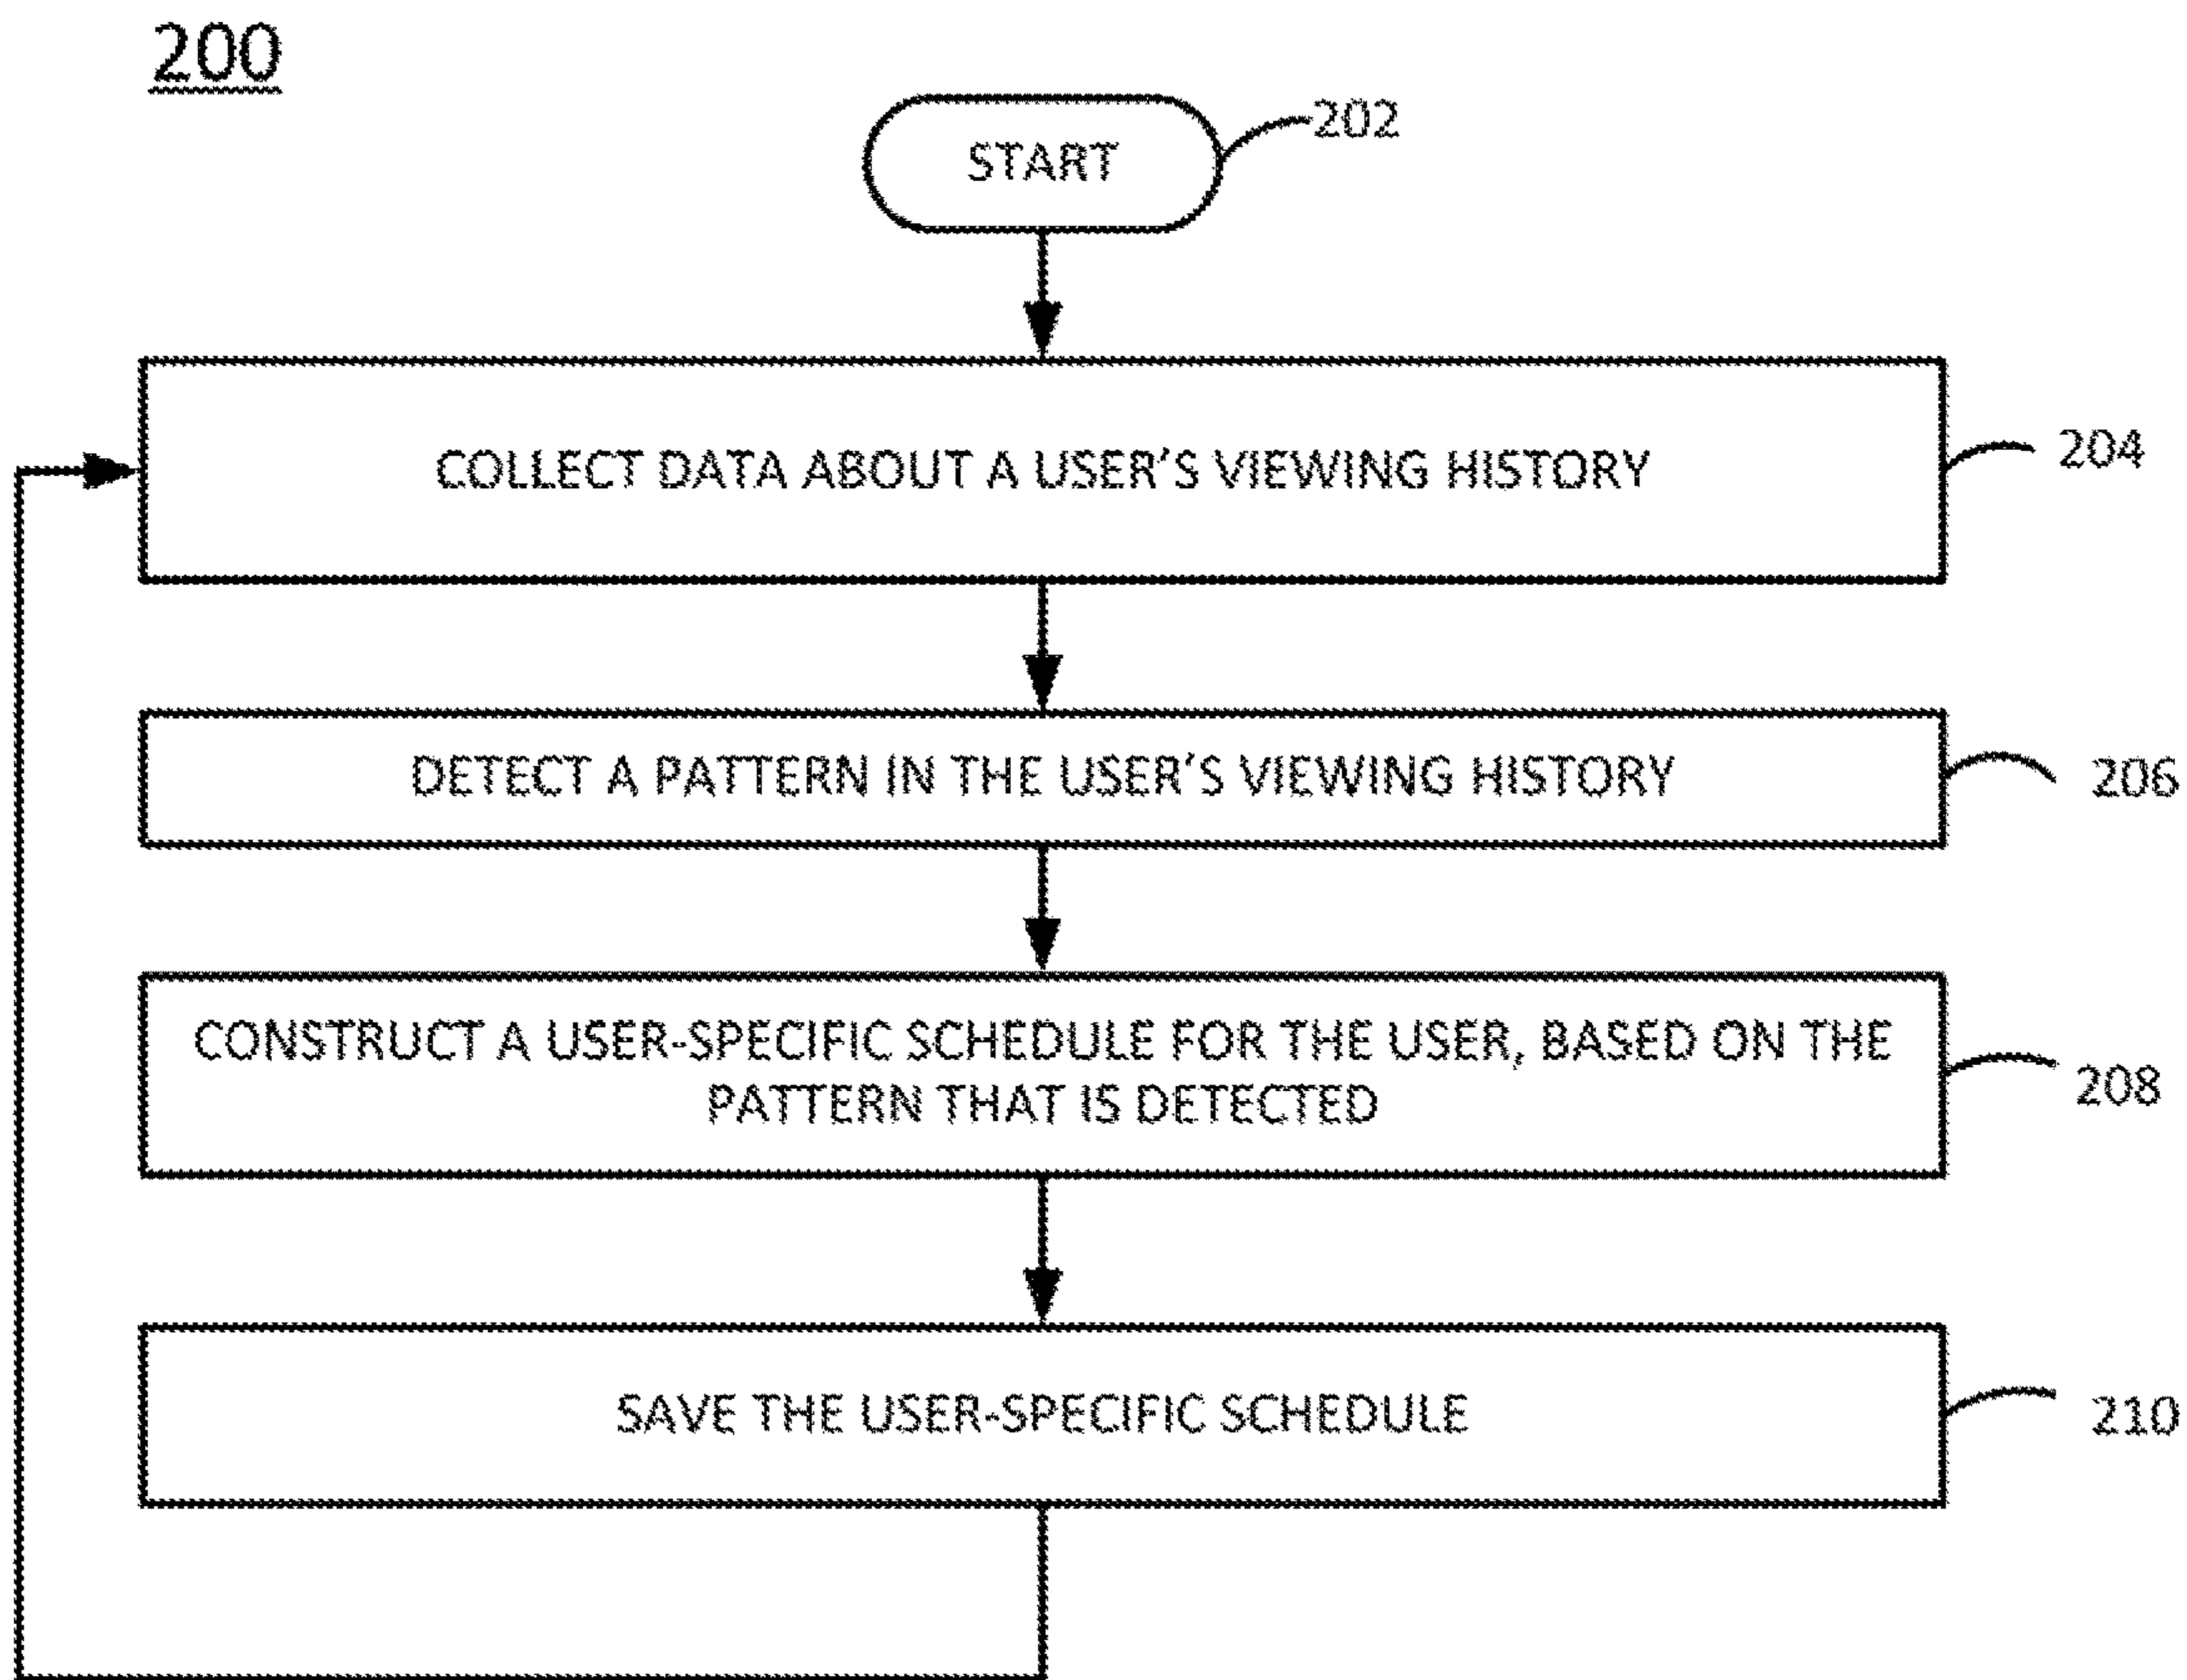 200
START
202
COLLECT DATA ABOUT A USER'S VIEWING HISTORY
204
DETECT A PATTERN IN THE USER'S VIEWING HISTORY
206
CONSTRUCT A USER-SPECIFIC SCHEDULE FOR THE USER, BASED ON THE
PATTERN THAT IS DETECTED
208
SAVE THE USER-SPECIFIC SCHEDULE
210